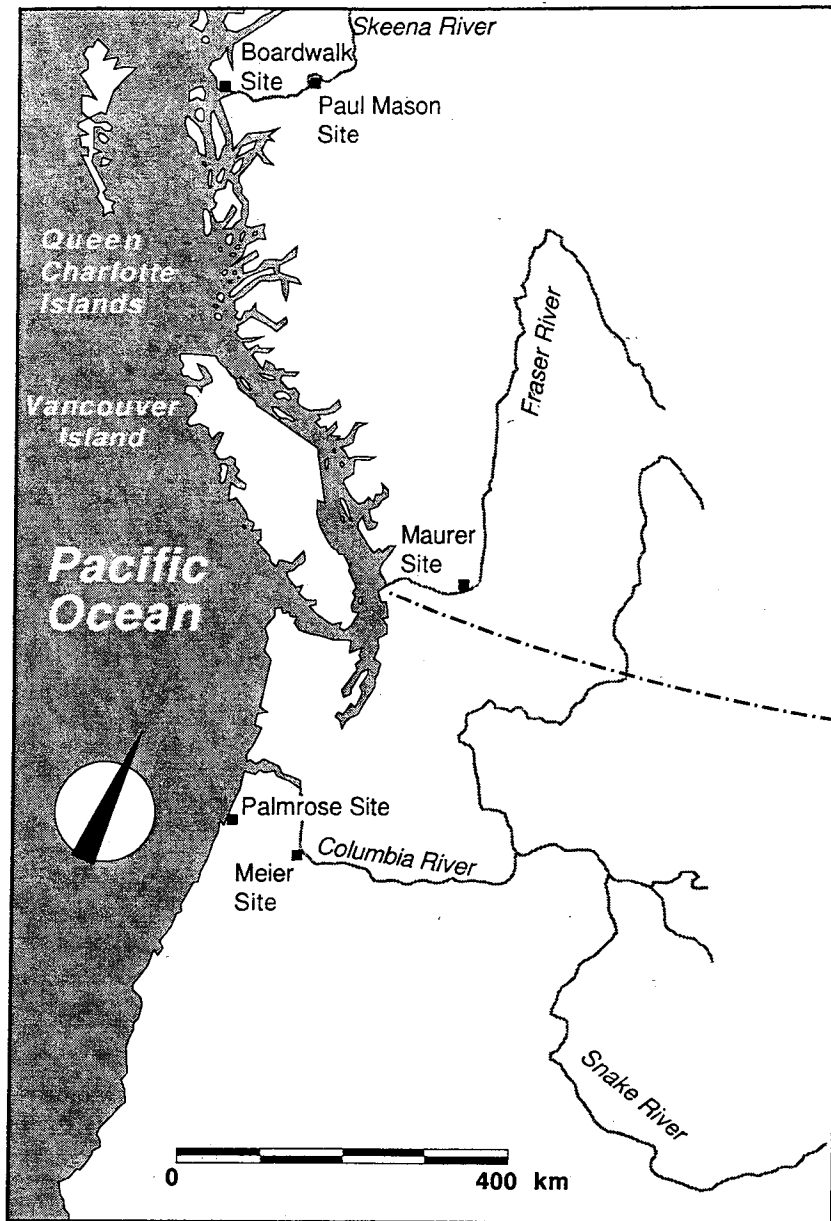 Skeena River
Boardwalk
Site
Paul Mason
Site
Queen
Charlotte
Islands
Fraser River
Vancouver
Island
Maurer
Site
Pacific
Ocean
Palmrose Site
Columbia River
Meier
Site
Snake River
0 400 km